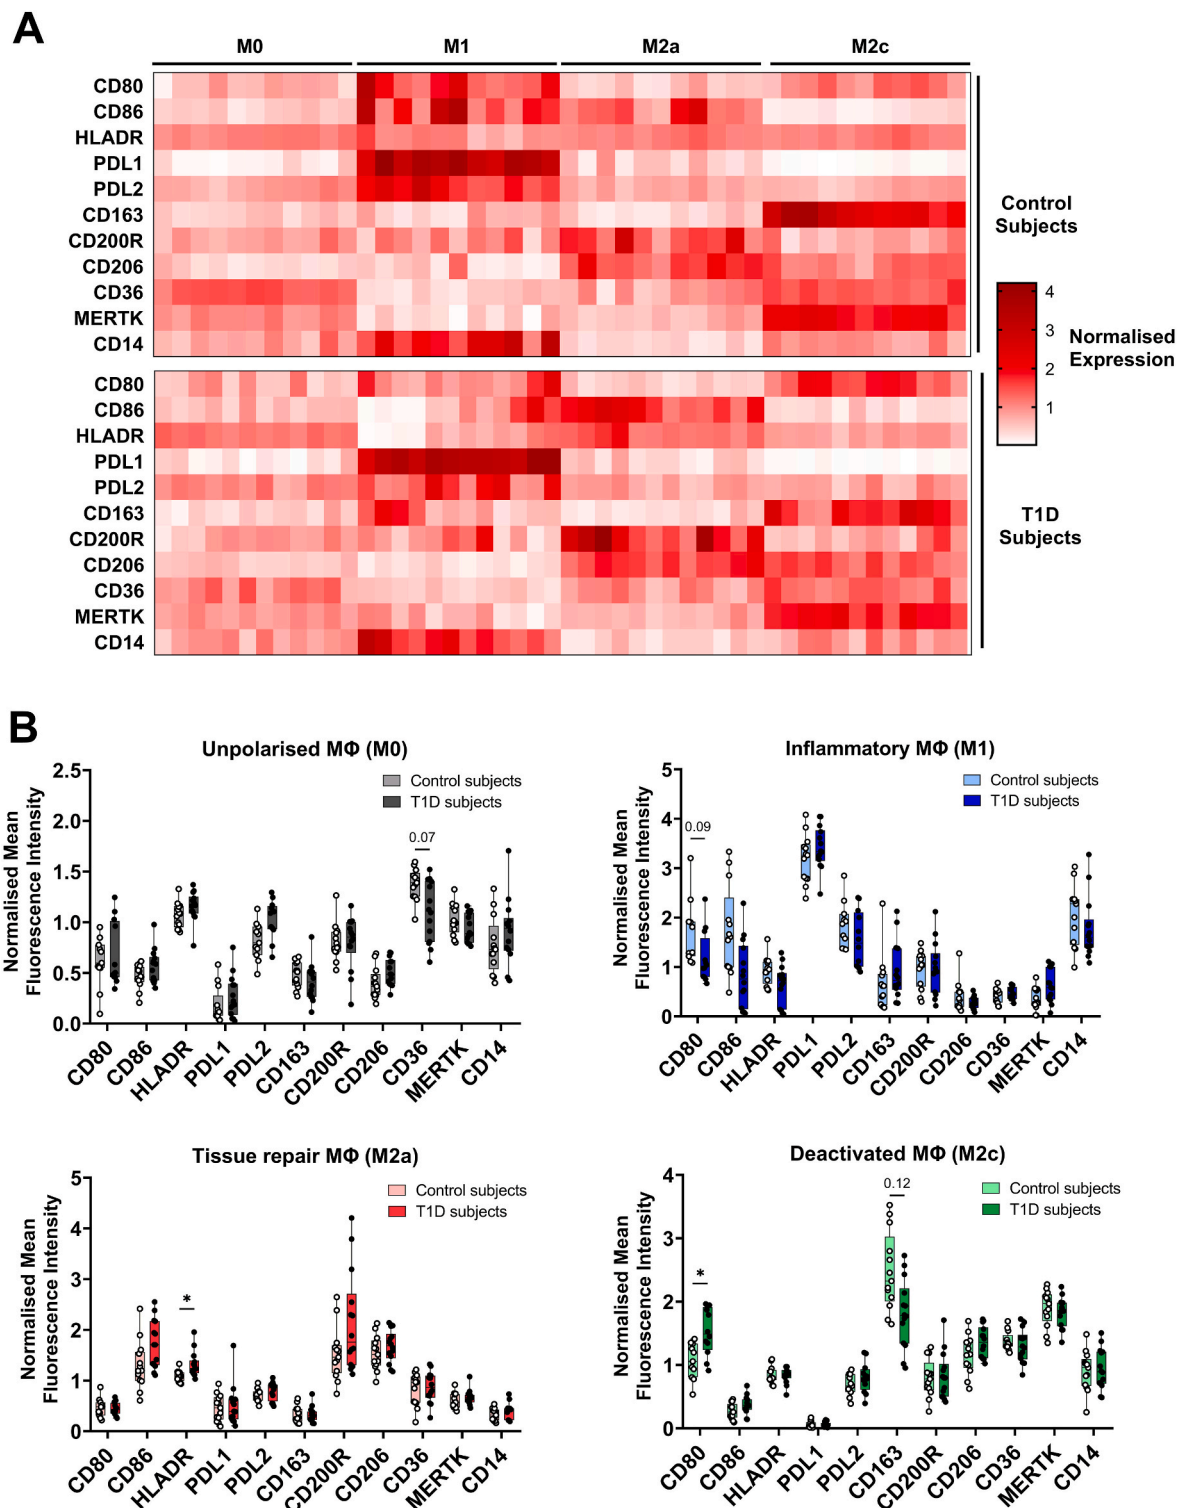 A
M0 M1 M2a M2c
CD80
CD86
HLADR
PDL1
PDL2
CD163
CD200R
CD206
CD36
MERTK
CD14
Control
Subjects
CD80
CD86
HLADR
PDL1
PDL2
CD163
CD200R
CD206
CD36
MERTK
CD14
T1D
Subjects
4
3
2
1
Normalised
Expression
B
Unpolarised MΦ (M0)
Control subjects
T1D subjects
Normalised Mean
Fluorescence Intensity
2.5
2.0
1.5
1.0
0.5
0.0
0.07
CD80 CD86 HLADR PDL1 PDL2 CD163 CD200R CD206 CD36 MERTK CD14
Inflammatory MΦ (M1)
Control subjects
T1D subjects
Normalised Mean
Fluorescence Intensity
5
4
3
2
1
0
0.09
CD80 CD86 HLADR PDL1 PDL2 CD163 CD200R CD206 CD36 MERTK CD14
Tissue repair MΦ (M2a)
Control subjects
T1D subjects
Normalised Mean
Fluorescence Intensity
5
4
3
2
1
0
*
CD80 CD86 HLADR PDL1 PDL2 CD163 CD200R CD206 CD36 MERTK CD14
Deactivated MΦ (M2c)
Control subjects
T1D subjects
Normalised Mean
Fluorescence Intensity
4
3
2
1
0
*
0.12
CD80 CD86 HLADR PDL1 PDL2 CD163 CD200R CD206 CD36 MERTK CD14